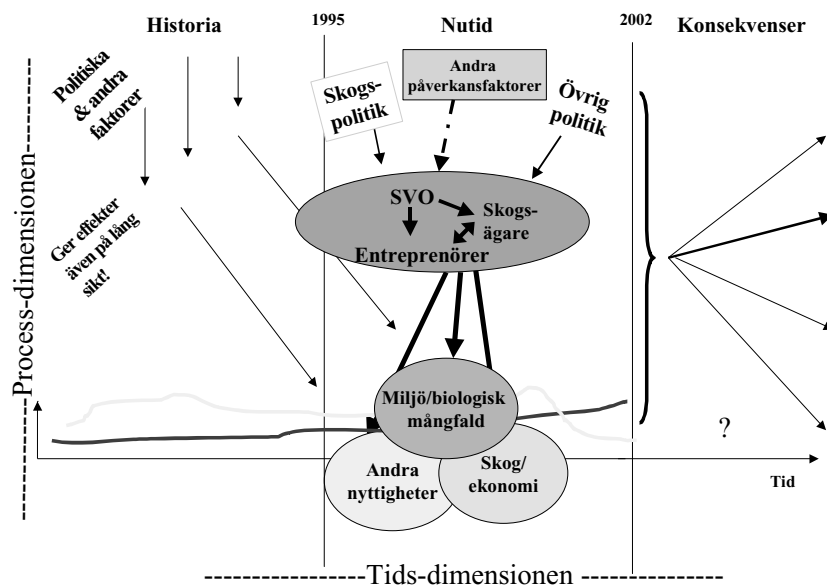 Historia
1995
Nutid
2002
Konsekvenser
Politiska
& andra
faktorer
Skogs-
politik
Andra
påverkansfaktorer
Övrig
politik
SVO
Skogs-
ägare
Entreprenörer
Ger effekter
även på lång
sikt!
Process-dimensionen
Miljö/biologisk
mångfald
?
Andra
nyttigheter
Skog/
ekonomi
Tid
Tids-dimensionen